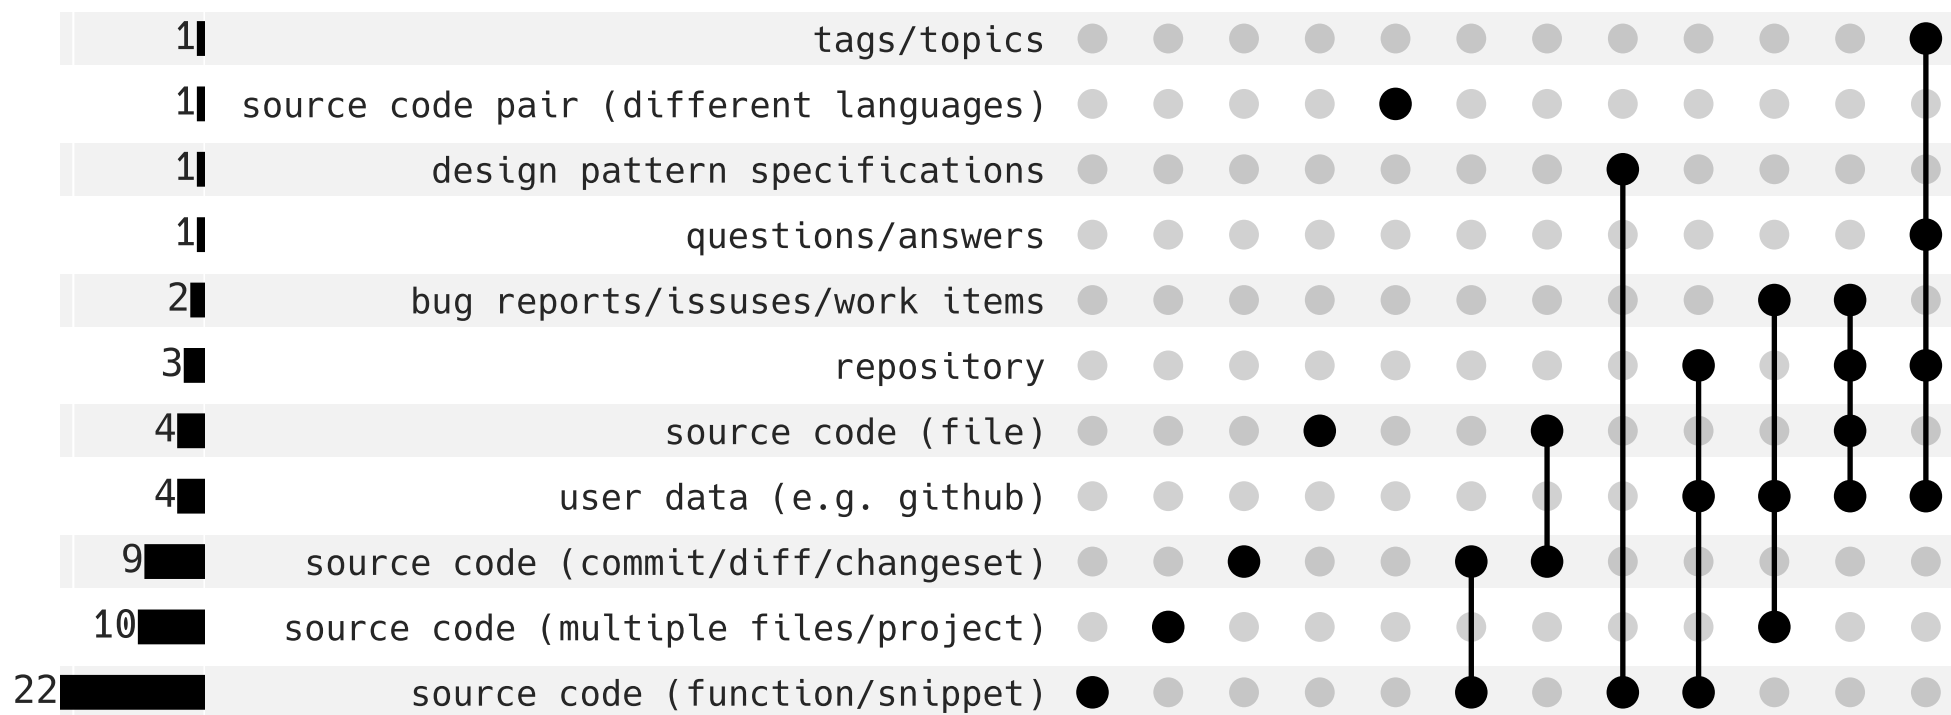 1 tags/topics
1 source code pair (different languages)
1 design pattern specifications
1 questions/answers
2 bug reports/issuses/work items
3 repository
4 source code (file)
4 user data (e.g. github)
9 source code (commit/diff/changeset)
10 source code (multiple files/project)
22 source code (function/snippet)